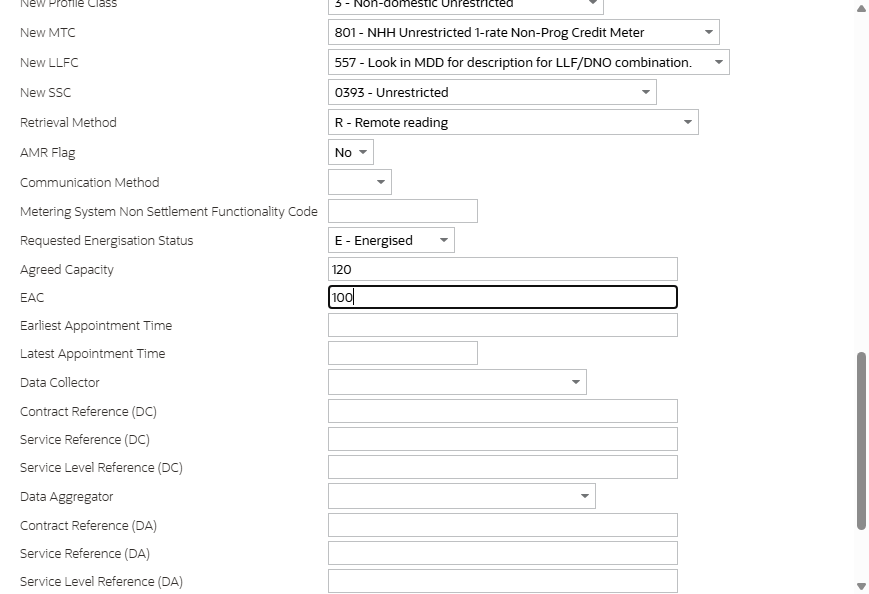 New Profile Class 3 - Non-domestic Unrestricted
New MTC 801 - NHH Unrestricted 1-rate Non-Prog Credit Meter
New LLFC 557 - Look in MDD for description for LLF/DNO combination.
New SSC 0393 - Unrestricted
Retrieval Method R - Remote reading
AMR Flag No
Communication Method
Metering System Non Settlement Functionality Code
Requested Energisation Status E - Energised
Agreed Capacity 120
EAC 100
Earliest Appointment Time
Latest Appointment Time
Data Collector
Contract Reference (DC)
Service Reference (DC)
Service Level Reference (DC)
Data Aggregator
Contract Reference (DA)
Service Reference (DA)
Service Level Reference (DA)